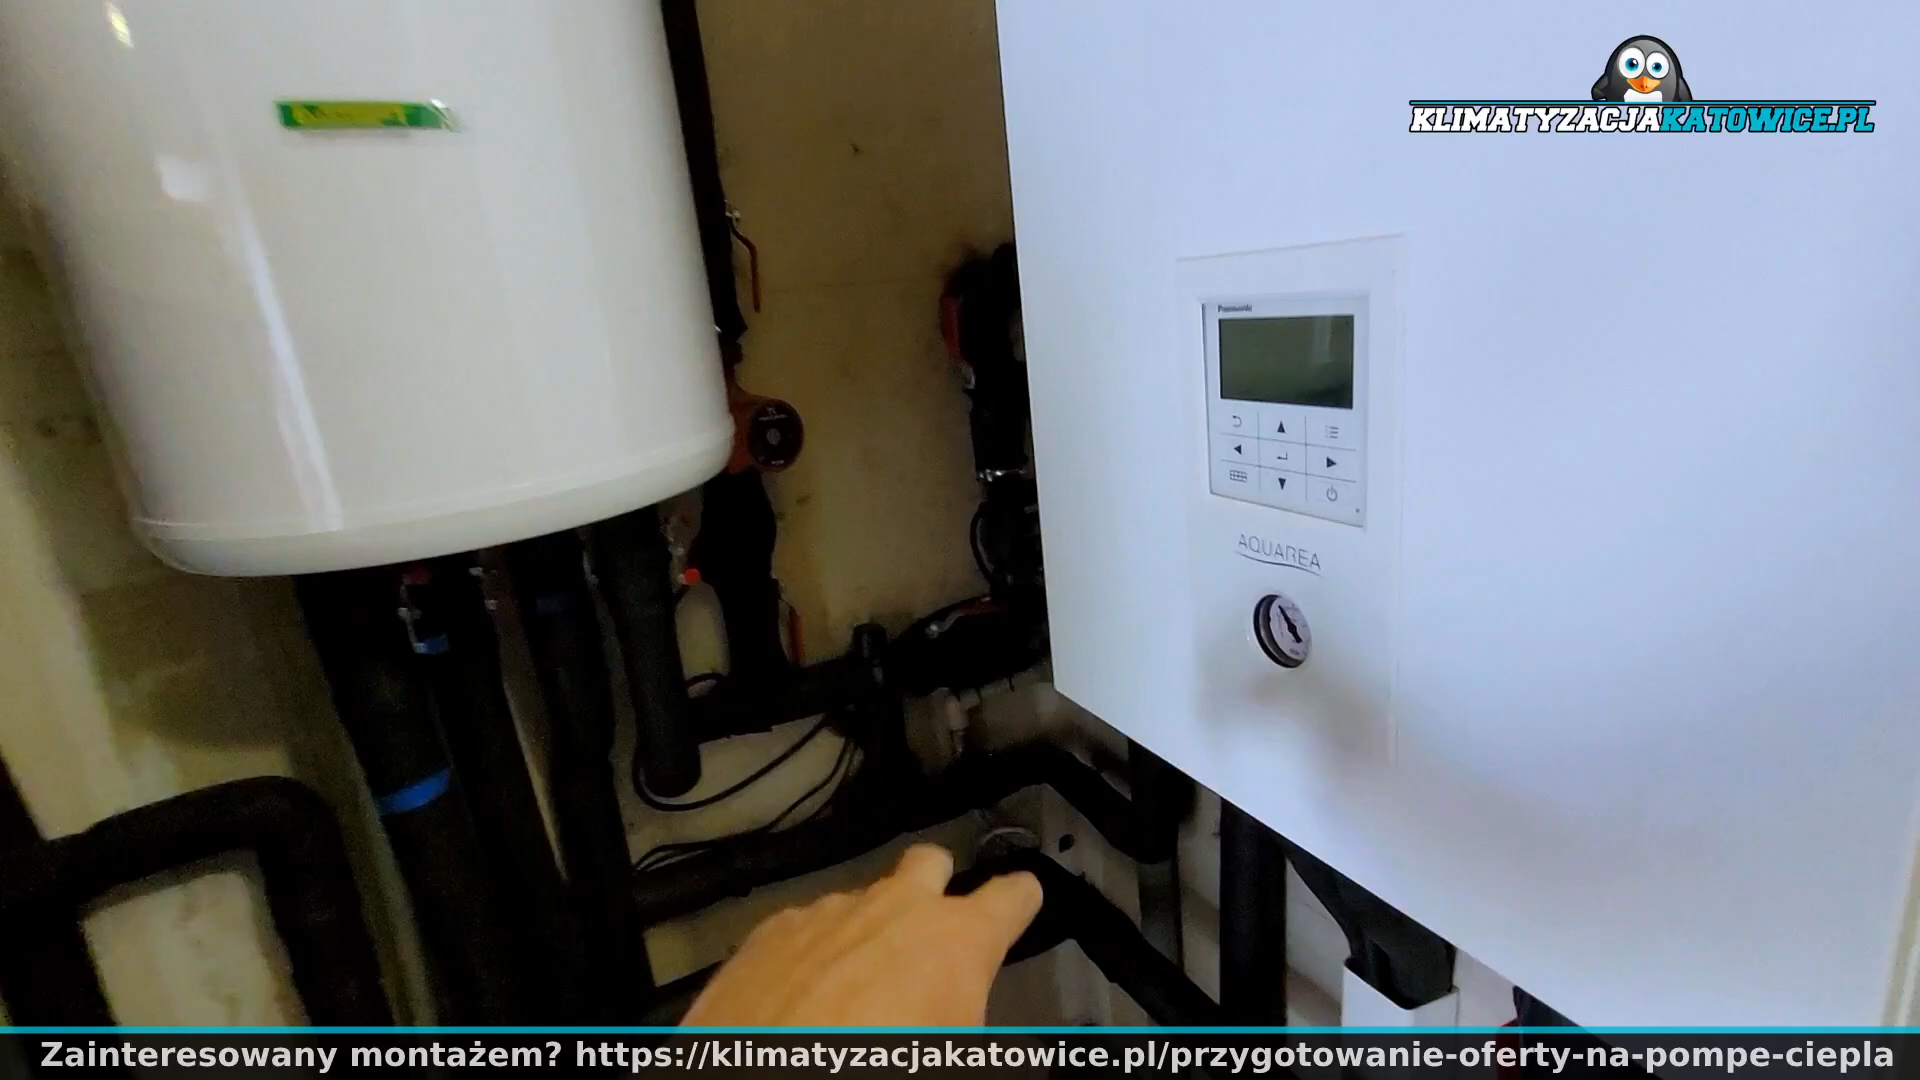 KLIMATYZACJAKATOWICE.PL
Panasonic
AQUAREA
Zainteresowany montażem? https://klimatyzacjakatowice.pl/przygotowanie-oferty-na-pompe-ciepla